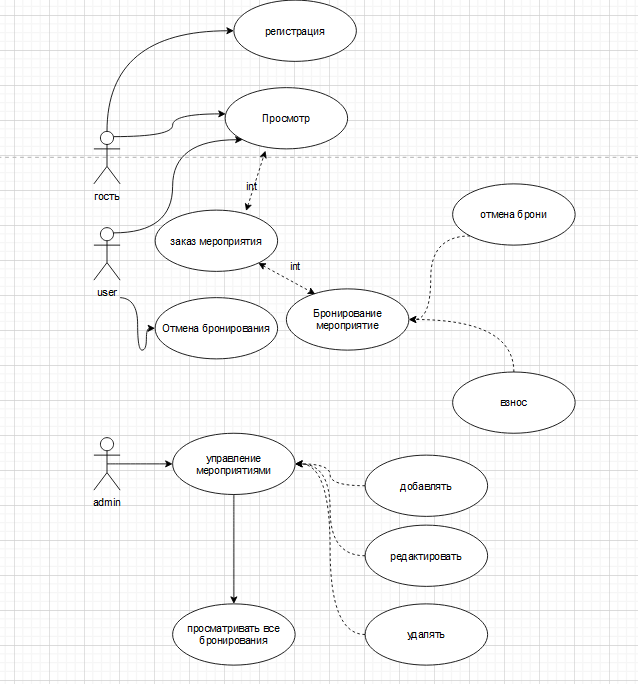 регистрация
Просмотр
гость
int
отмена брони
заказ мероприятия
user
int
Отмена бронирования
Бронирование
мероприятие
взнос
управление
мероприятиями
admin
добавлять
редактировать
просматривать все
бронирования
удалять